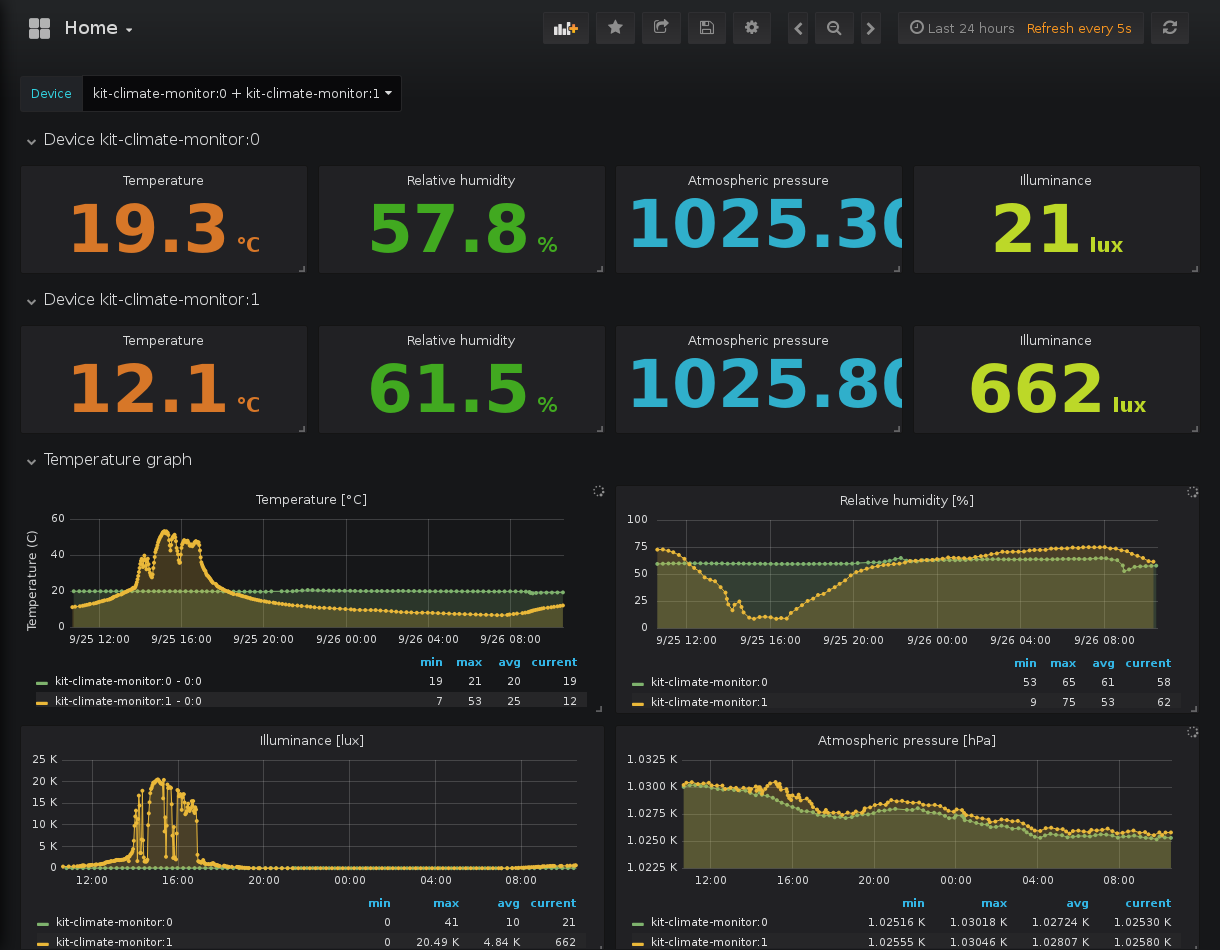 Home
Last 24 hours Refresh every 5s
Device kit-climate-monitor:0 + kit-climate-monitor:1
Device kit-climate-monitor:0
Temperature
19.3 °C
Relative humidity
57.8 %
Atmospheric pressure
1025.30
Illuminance
21 lux
Device kit-climate-monitor:1
Temperature
12.1 °C
Relative humidity
61.5 %
Atmospheric pressure
1025.80
Illuminance
662 lux
Temperature graph
Temperature [°C]
Temperature (C)
60
40
20
0
9/25 12:00 9/25 16:00 9/25 20:00 9/26 00:00 9/26 04:00 9/26 08:00
min max avg current
kit-climate-monitor:0 - 0:0 19 21 20 19
kit-climate-monitor:1 - 0:0 7 53 25 12
Relative humidity [%]
100
75
50
25
0
9/25 12:00 9/25 16:00 9/25 20:00 9/26 00:00 9/26 04:00 9/26 08:00
min max avg current
kit-climate-monitor:0 53 65 61 58
kit-climate-monitor:1 9 75 53 62
Illuminance [lux]
25 K
20 K
15 K
10 K
5 K
0
12:00 16:00 20:00 00:00 04:00 08:00
min max avg current
kit-climate-monitor:0 0 41 10 21
kit-climate-monitor:1 0 20.49 K 4.84 K 662
Atmospheric pressure [hPa]
1.0325 K
1.0300 K
1.0275 K
1.0250 K
1.0225 K
12:00 16:00 20:00 00:00 04:00 08:00
min max avg current
kit-climate-monitor:0 1.02516 K 1.03018 K 1.02724 K 1.02530 K
kit-climate-monitor:1 1.02555 K 1.03046 K 1.02807 K 1.02580 K